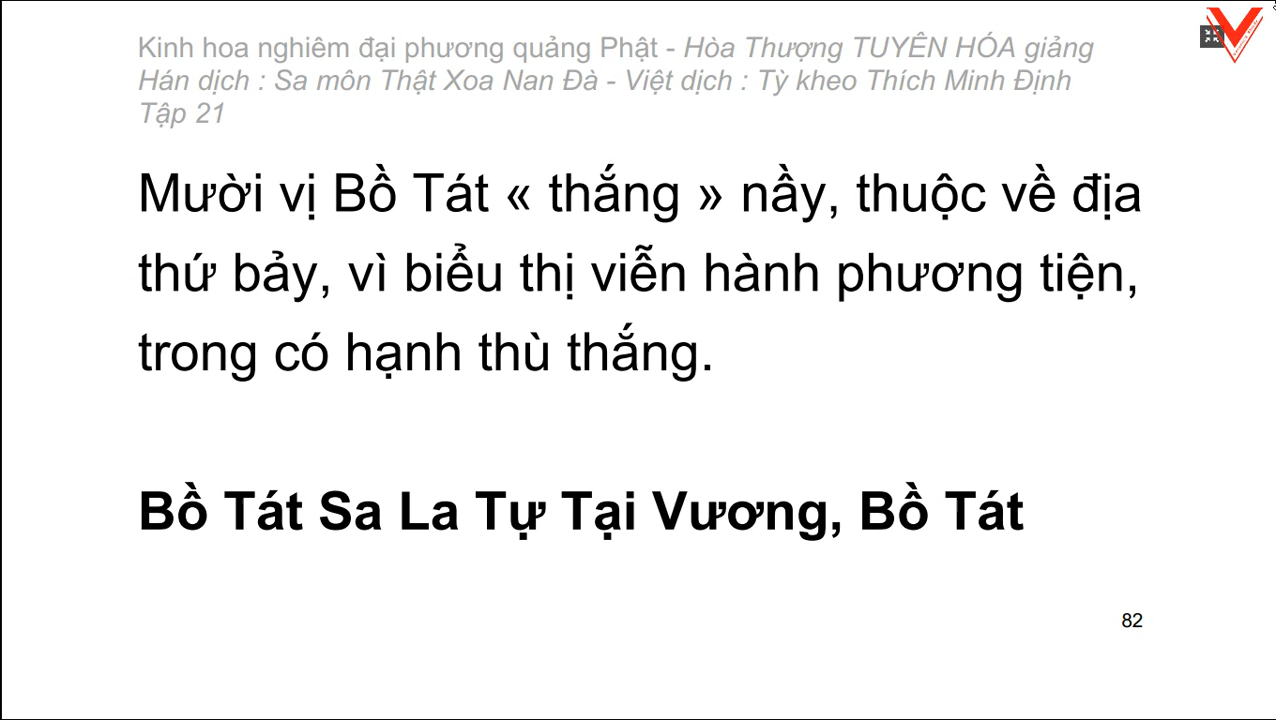 Kinh hoa nghiêm đại phương quảng Phật - Hòa Thượng TUYÊN HÓA giảng
Hán dịch : Sa môn Thật Xoa Nan Đà - Việt dịch : Tỳ kheo Thích Minh Định
Tập 21
Mười vị Bồ Tát « thắng » nầy, thuộc về địa
thứ bảy, vì biểu thị viễn hành phương tiện,
trong có hạnh thù thắng.
Bồ Tát Sa La Tự Tại Vương, Bồ Tát
82